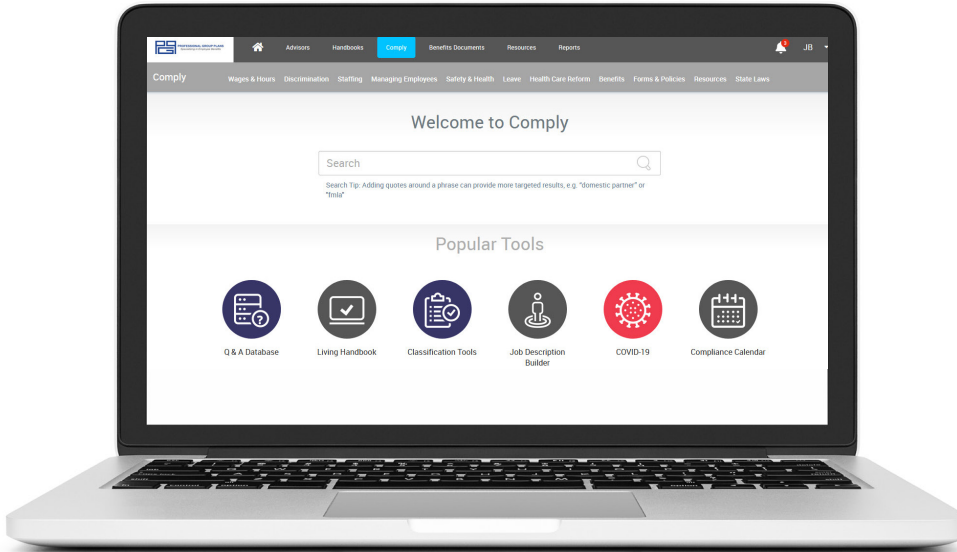 PROFESSIONAL GROUP PLANS
Advisors Handbooks Comply Benefits Documents Resources Reports JB
Comply Wages & Hours Discrimination Staffing Managing Employees Safety & Health Leave Health Care Reform Benefits Forms & Policies Resources State Laws
Welcome to Comply
Search
Search Tip: Adding quotes around a phrase can provide more targeted results, e.g. "domestic partner" or
"fmla"
Popular Tools
Q & A Database Living Handbook Classification Tools Job Description
Builder COVID-19 Compliance Calendar